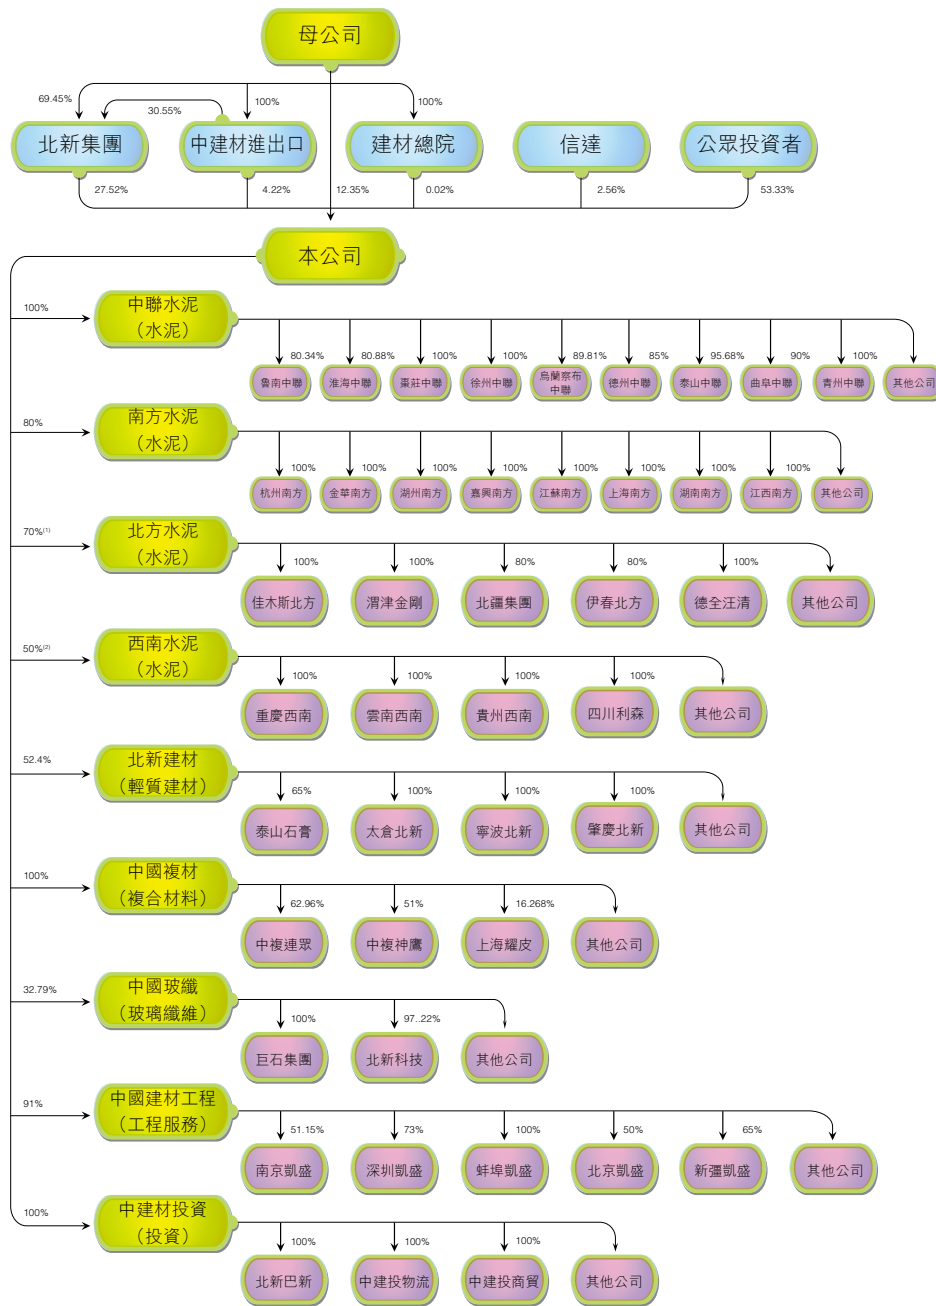 母公司
69.45%
30.55%
100%
100%
北新集團
中建材進出口
建材總院
信達
公眾投資者
27.52%
4.22%
12.35%
0.02%
2.56%
53.33%
本公司
100%
中聯水泥
（水泥）
80.34%
80.88%
100%
100%
89.81%
85%
95.68%
90%
100%
魯南中聯
淮海中聯
棗莊中聯
徐州中聯
烏蘭察布
中聯
德州中聯
泰山中聯
曲阜中聯
青州中聯
其他公司
80%
南方水泥
（水泥）
100%
100%
100%
100%
100%
100%
100%
100%
杭州南方
金華南方
湖州南方
嘉興南方
江蘇南方
上海南方
湖南南方
江西南方
其他公司
70%(1)
北方水泥
（水泥）
100%
100%
80%
80%
100%
佳木斯北方
渭津金剛
北疆集團
伊春北方
德全汪清
其他公司
50%(2)
西南水泥
（水泥）
100%
100%
100%
100%
重慶西南
雲南西南
貴州西南
四川利森
其他公司
52.4%
北新建材
（輕質建材）
65%
100%
100%
100%
泰山石膏
太倉北新
寧波北新
肇慶北新
其他公司
100%
中國複材
（複合材料）
62.96%
51%
16.268%
中複連眾
中複神鷹
上海耀皮
其他公司
32.79%
中國玻纖
（玻璃纖維）
100%
97..22%
巨石集團
北新科技
其他公司
91%
中國建材工程
（工程服務）
51.15%
73%
100%
50%
65%
南京凱盛
深圳凱盛
蚌埠凱盛
北京凱盛
新疆凱盛
其他公司
100%
中建材投資
（投資）
100%
100%
100%
北新巴新
中建投物流
中建投商貿
其他公司